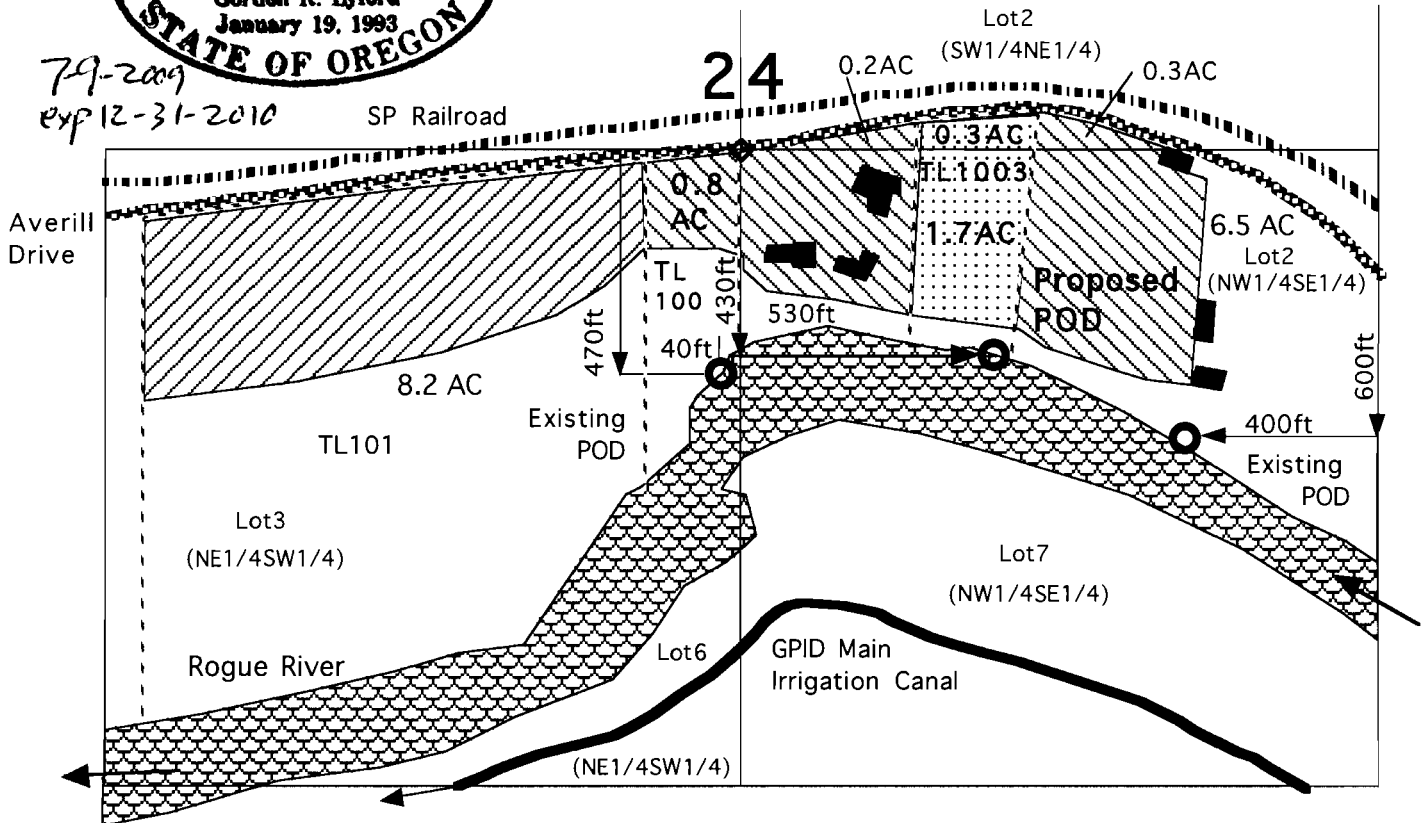 Gordon R. Lyford
January 19, 1993
STATE OF OREGON
7-9-2009
exp 12-31-2010
SP Railroad
24
Lot2
(SW1/4NE1/4)
0.2AC
0.3AC
Averill
Drive
0.8
AC
0.3AC
TL1003
1.7AC
6.5 AC
Lot2
(NW1/4SE1/4)
TL
100
430ft
530ft
Proposed
POD
470ft
40ft
600ft
8.2 AC
Existing
POD
400ft
Existing
POD
TL101
Lot3
(NE1/4SW1/4)
Lot7
(NW1/4SE1/4)
Rogue River
Lot6
GPID Main
Irrigation Canal
(NE1/4SW1/4)